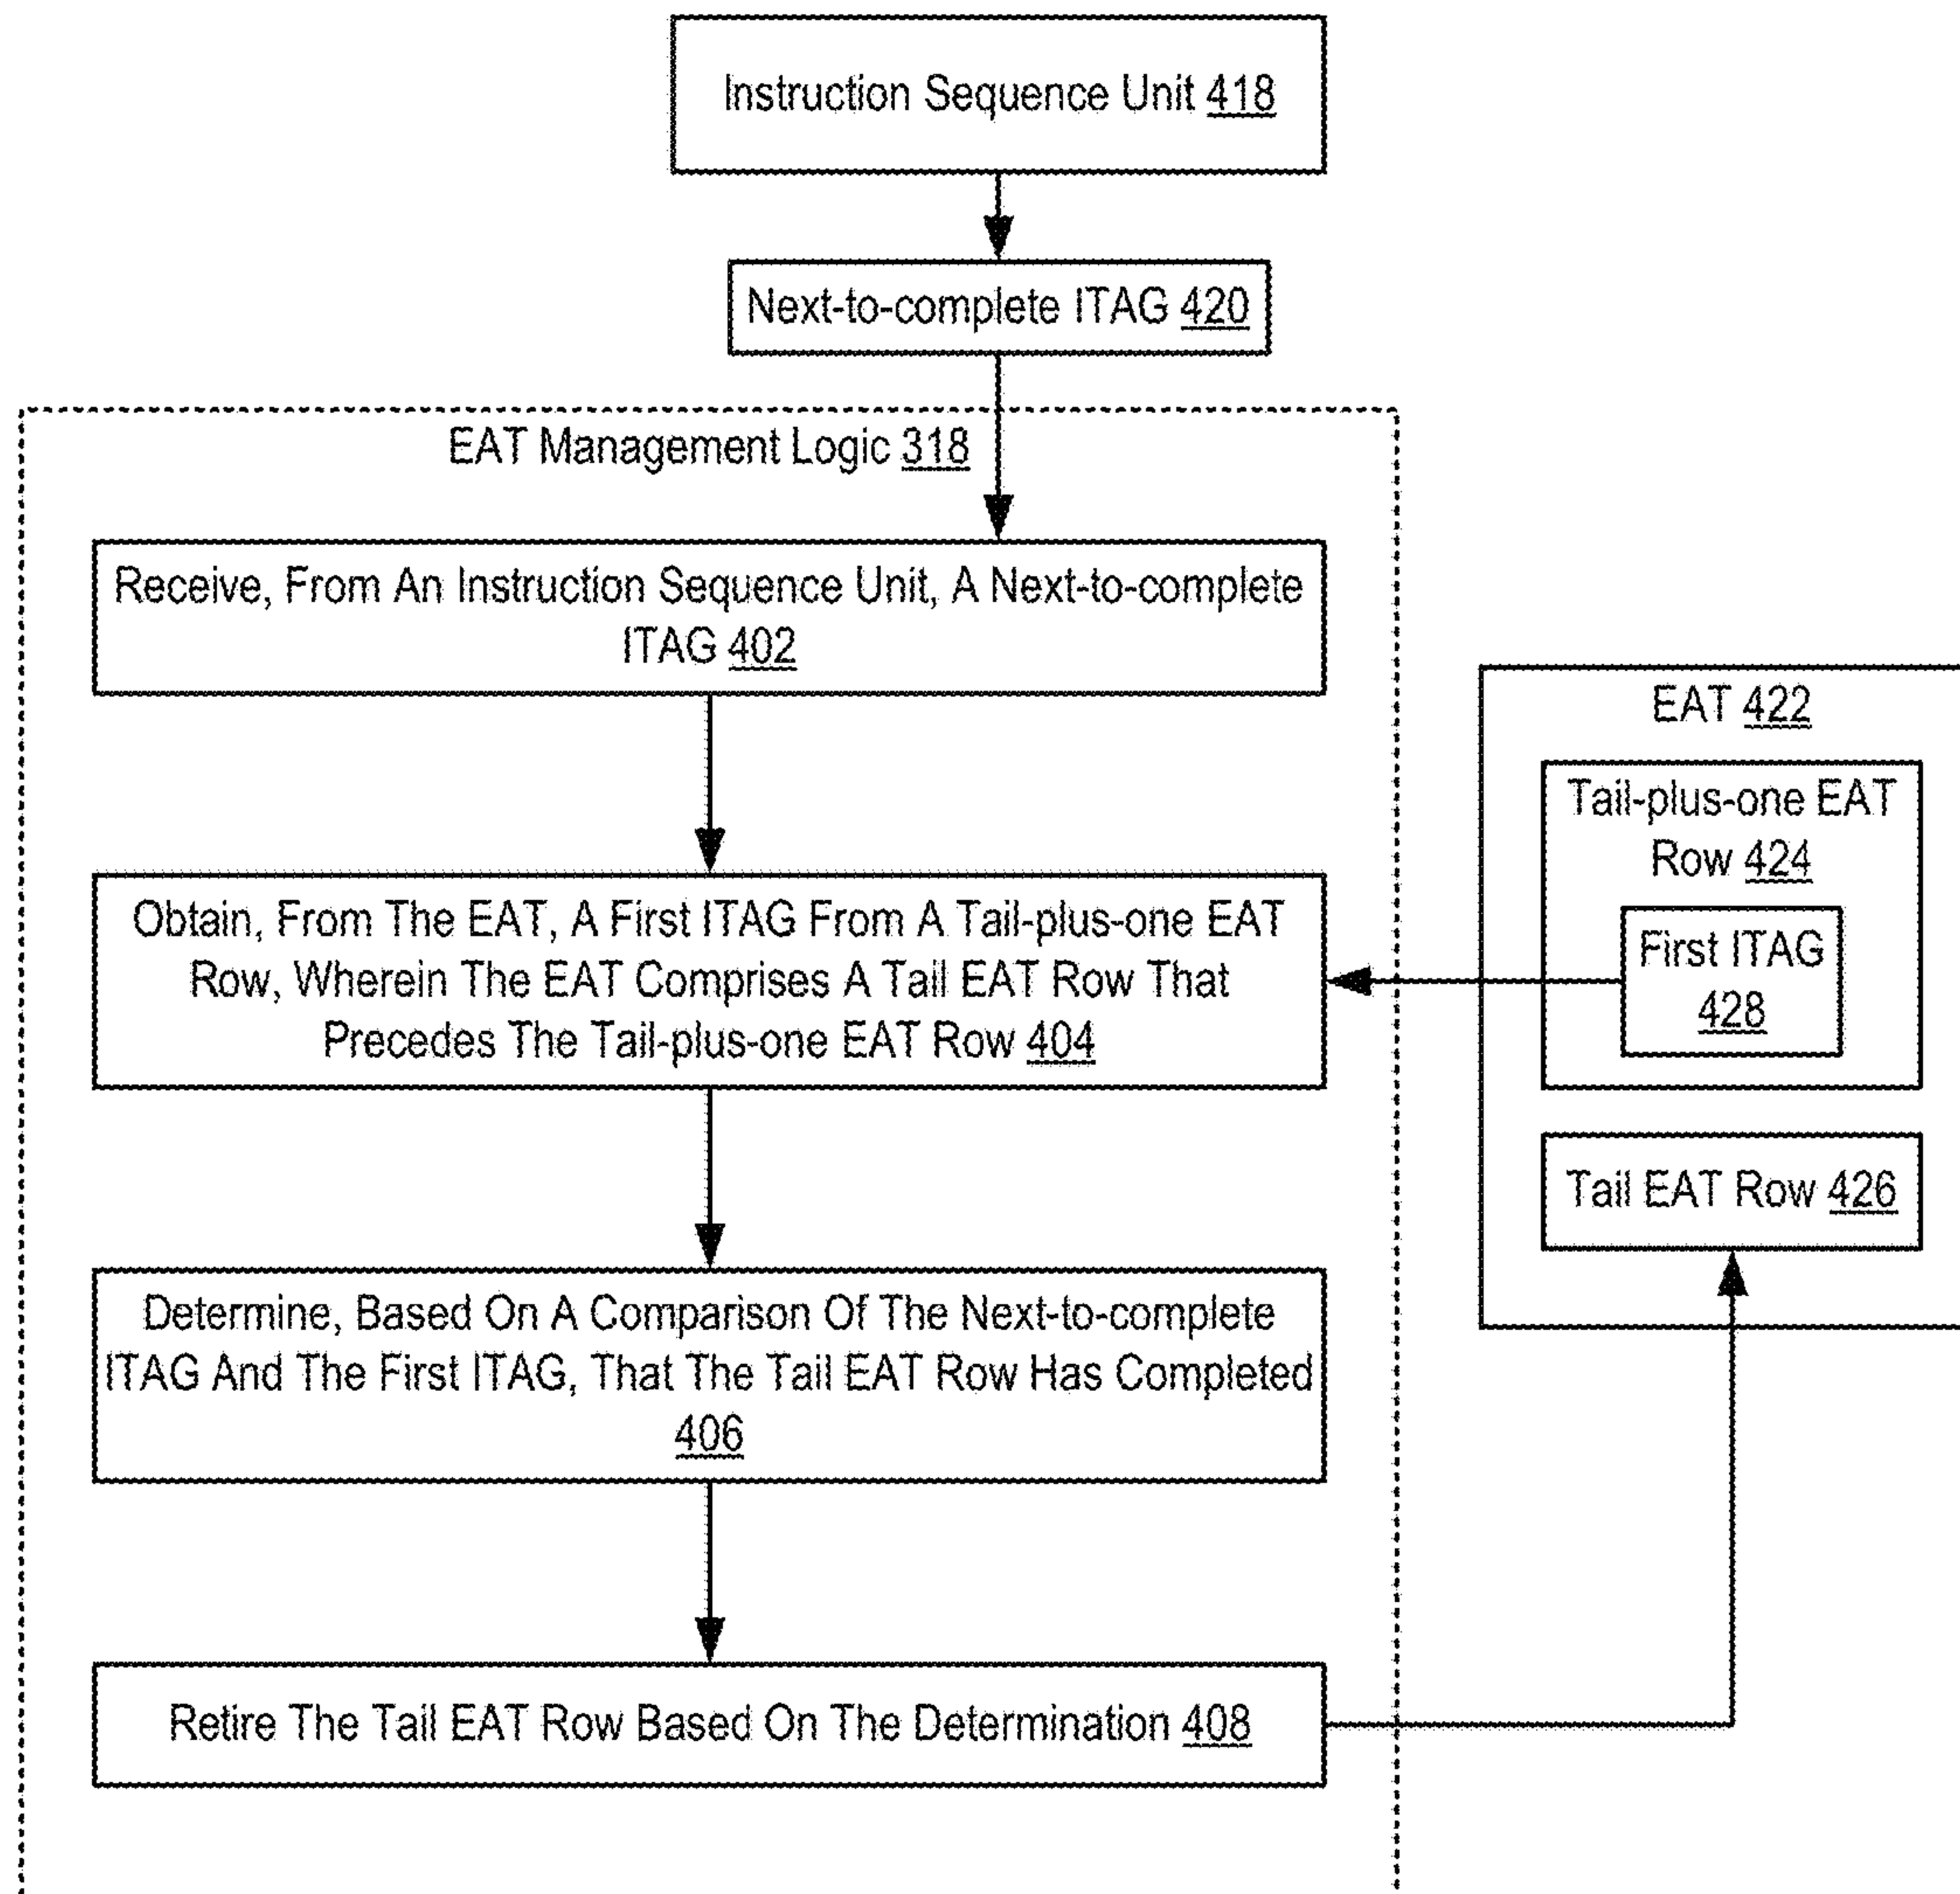 Instruction Sequence Unit 418
Next-to-complete ITAG 420
EAT Management Logic 318
Receive, From An Instruction Sequence Unit, A Next-to-complete
ITAG 402
Obtain, From The EAT, A First ITAG From A Tail-plus-one EAT
Row, Wherein The EAT Comprises A Tail EAT Row That
Precedes The Tail-plus-one EAT Row 404
Determine, Based On A Comparison Of The Next-to-complete
ITAG And The First ITAG, That The Tail EAT Row Has Completed
406
Retire The Tail EAT Row Based On The Determination 408
EAT 422
Tail-plus-one EAT
Row 424
First ITAG
428
Tail EAT Row 426